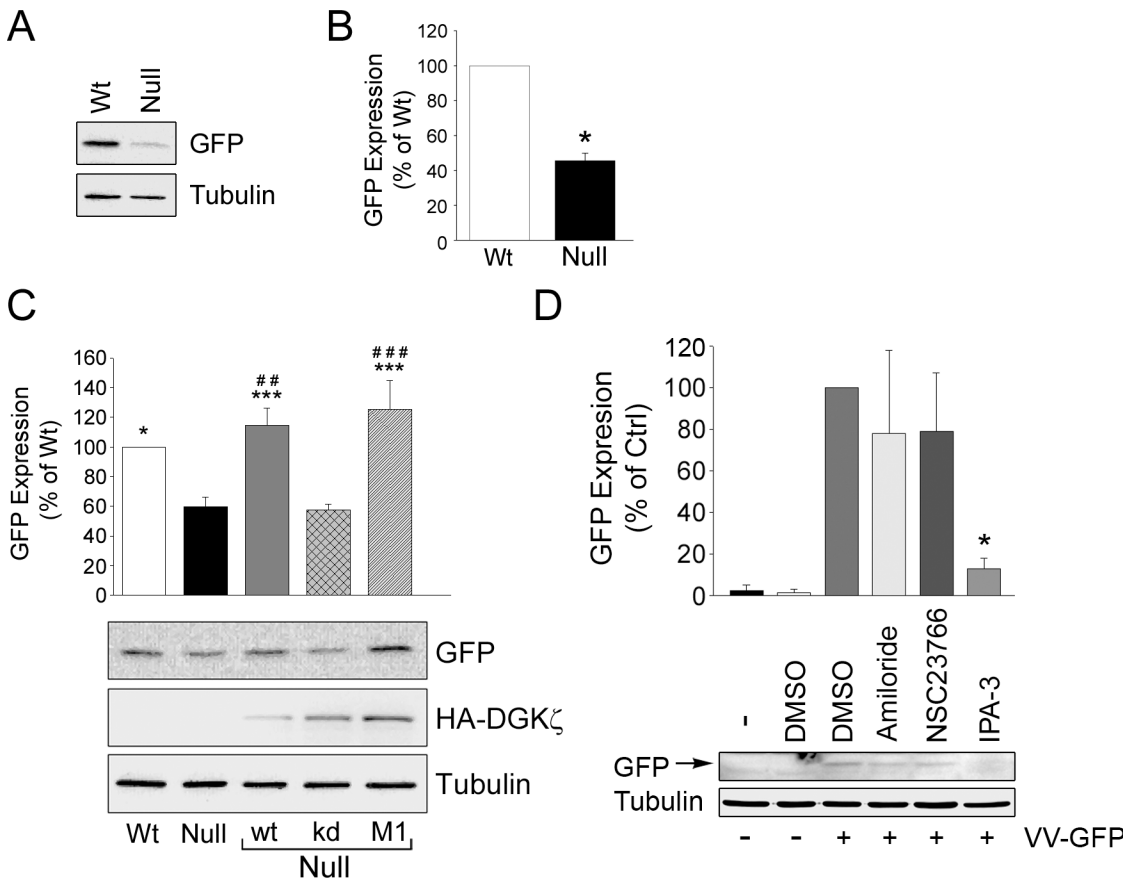 A
Wt
Null
GFP
Tubulin
B
GFP Expression
(% of Wt)
120
100
80
60
40
20
0
*
Wt
Null
C
GFP Expression
(% of Wt)
160
140
120
100
80
60
40
20
0
*
##
***
###
***
GFP
HA-DGKζ
Tubulin
Wt Null wt kd M1
Null
D
GFP Expression
(% of Ctrl)
120
100
80
60
40
20
0
*
-
DMSO
DMSO
Amiloride
NSC23766
IPA-3
GFP
Tubulin
- - + + + + VV-GFP